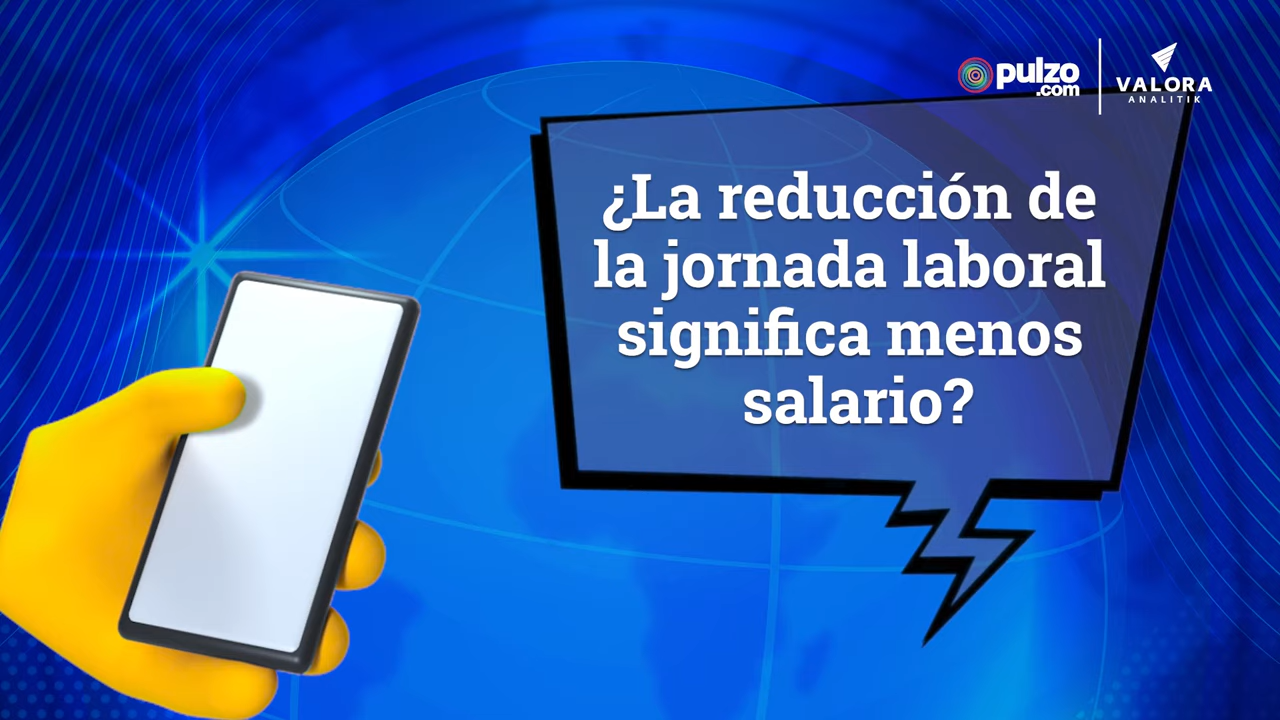 pulzo
.com
VALORA
ANALITIK
¿La reducción de
la jornada laboral
significa menos
salario?